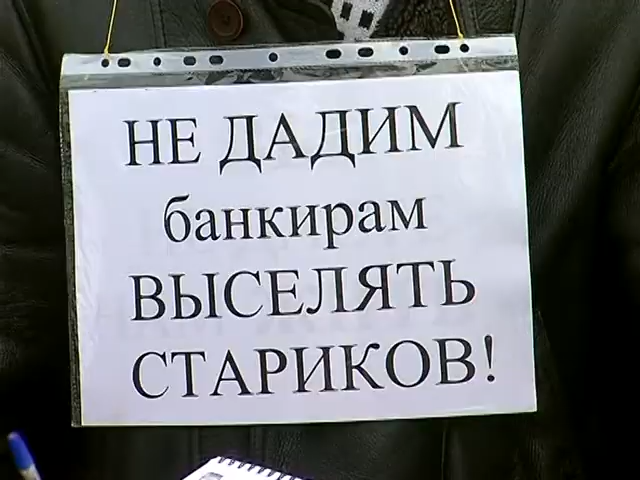 НЕ ДАДИМ
банкирам
ВЫСЕЛЯТЬ
СТАРИКОВ!